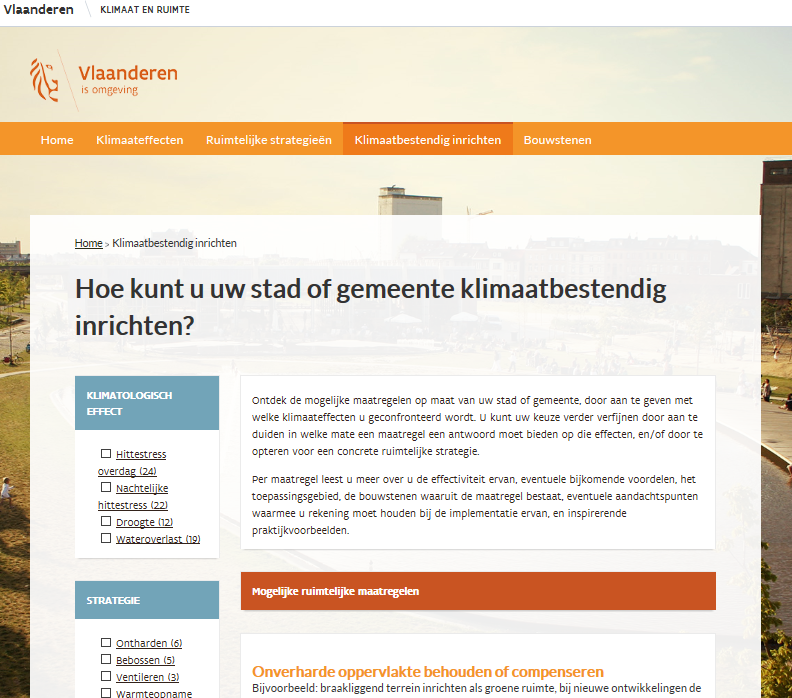 Vlaanderen
KLIMAAT EN RUIMTE
Vlaanderen
is omgeving
Home
Klimaateffecten
Ruimtelijke strategieën
Klimaatbestendig inrichten
Bouwstenen
Home > Klimaatbestendig inrichten
Hoe kunt u uw stad of gemeente klimaatbestendig
inrichten?
KLIMATOLOGISCH
EFFECT
Hittestress
overdag (24)
Nachtelijke
hittestress (22)
Droogte (12)
Wateroverlast (19)
STRATEGIE
Ontharden (6)
Bebossen (5)
Ventileren (3)
Warmteopname
Ontdek de mogelijke maatregelen op maat van uw stad of gemeente, door aan te geven met
welke klimaateffecten u geconfronteerd wordt. U kunt uw keuze verder verfijnen door aan te
duiden in welke mate een maatregel een antwoord moet bieden op die effecten, en/of door te
opteren voor een concrete ruimtelijke strategie.
Per maatregel leest u meer over u de effectiviteit ervan, eventuele bijkomende voordelen, het
toepassingsgebied, de bouwstenen waaruit de maatregel bestaat, eventuele aandachtspunten
waarmee u rekening moet houden bij de implementatie ervan, en inspirerende
praktijkvoorbeelden.
Mogelijke ruimtelijke maatregelen
Onverharde oppervlakte behouden of compenseren
Bijvoorbeeld: braakliggend terrein inrichten als groene ruimte, bij nieuwe ontwikkelingen de